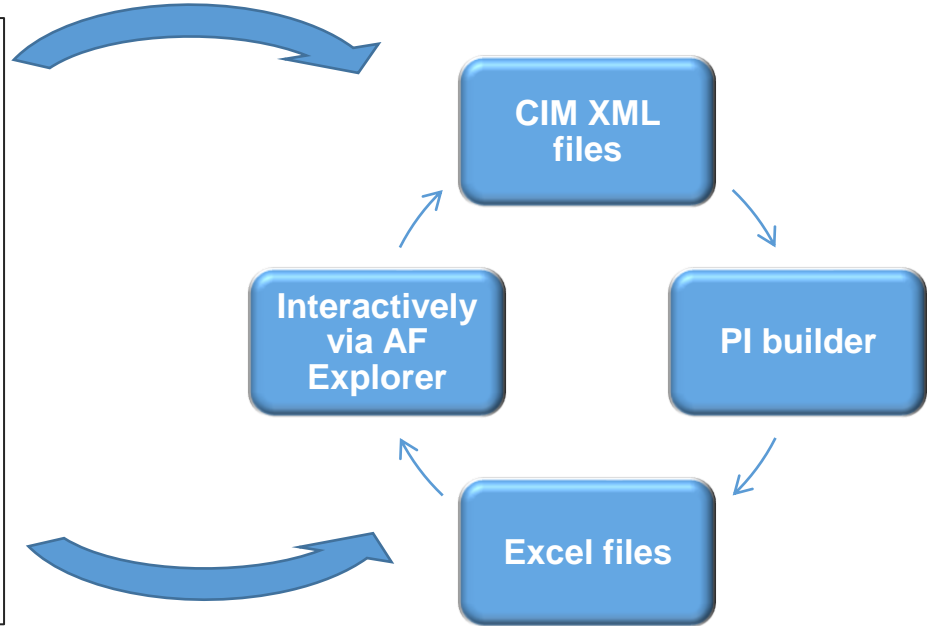 CIM XML
files
Interactively
via AF
Explorer
PI builder
Excel files